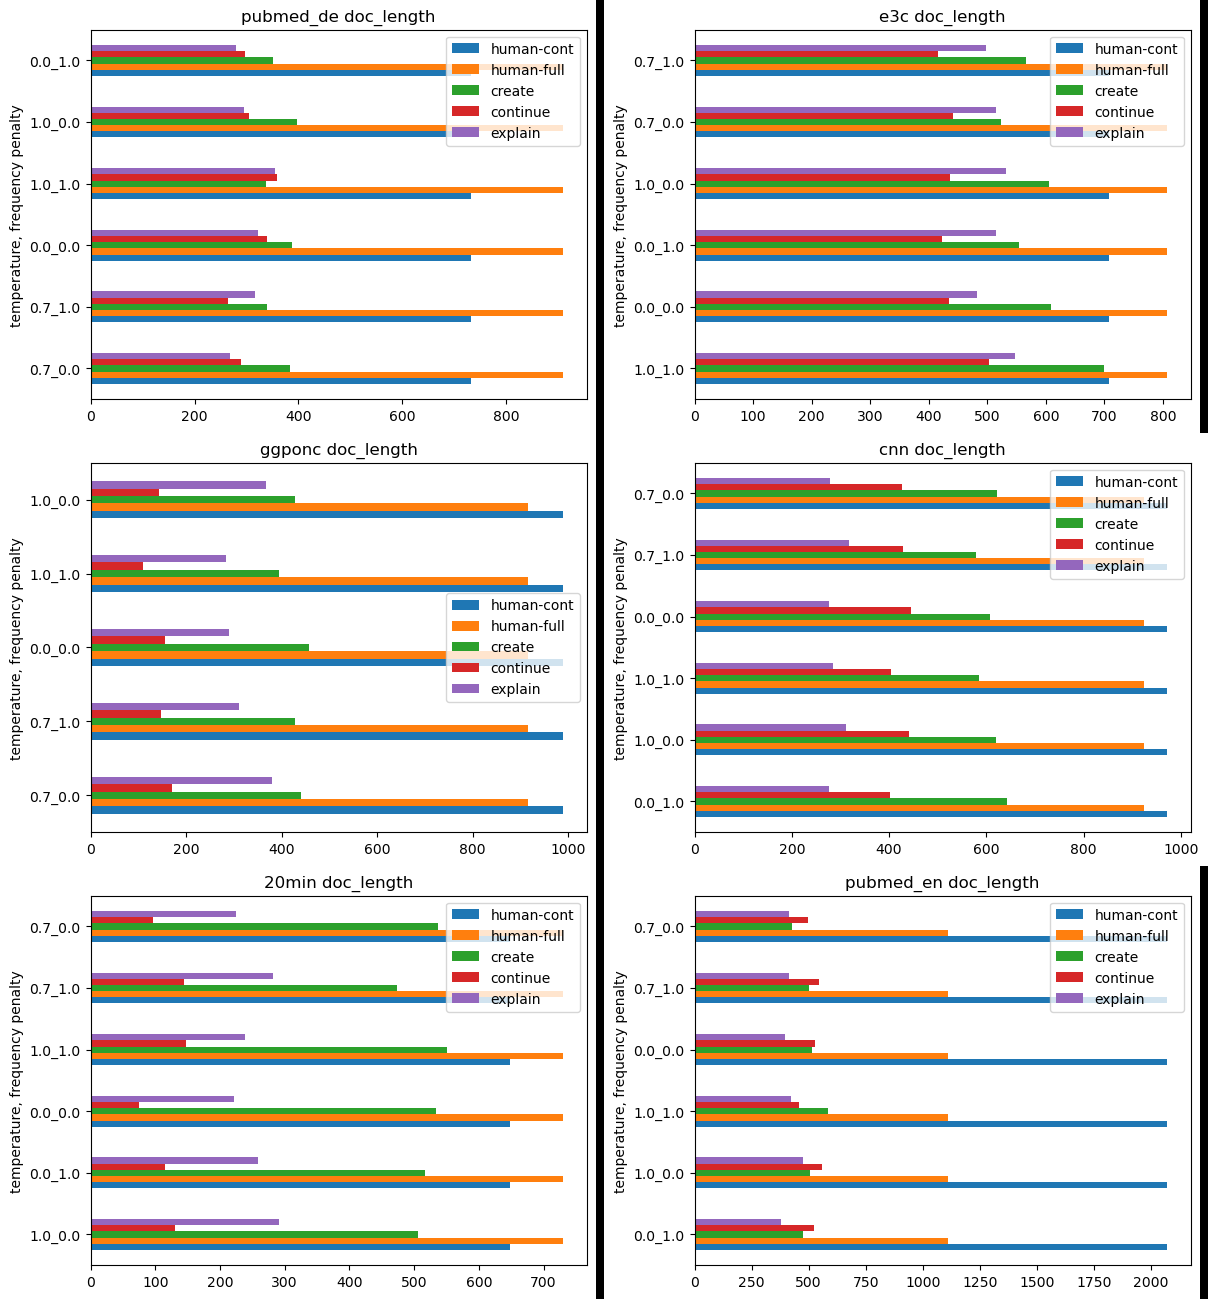 pubmed_de doc_length
temperature, frequency penalty
0.0_1.0
1.0_0.0
1.0_1.0
0.0_0.0
0.7_1.0
0.7_0.0
0 200 400 600 800
human-cont
human-full
create
continue
explain
e3c doc_length
temperature, frequency penalty
0.7_1.0
0.7_0.0
1.0_0.0
0.0_1.0
0.0_0.0
1.0_1.0
0 100 200 300 400 500 600 700 800
human-cont
human-full
create
continue
explain
ggponc doc_length
temperature, frequency penalty
1.0_0.0
1.0_1.0
0.0_0.0
0.7_1.0
0.7_0.0
0 200 400 600 800 1000
human-cont
human-full
create
continue
explain
cnn doc_length
temperature, frequency penalty
0.7_0.0
0.7_1.0
0.0_0.0
1.0_1.0
1.0_0.0
0.0_1.0
0 200 400 600 800 1000
human-cont
human-full
create
continue
explain
20min doc_length
temperature, frequency penalty
0.7_0.0
0.7_1.0
1.0_1.0
0.0_0.0
0.0_1.0
1.0_0.0
0 100 200 300 400 500 600 700
human-cont
human-full
create
continue
explain
pubmed_en doc_length
temperature, frequency penalty
0.7_0.0
0.7_1.0
0.0_0.0
1.0_1.0
1.0_0.0
0.0_1.0
0 250 500 750 1000 1250 1500 1750 2000
human-cont
human-full
create
continue
explain